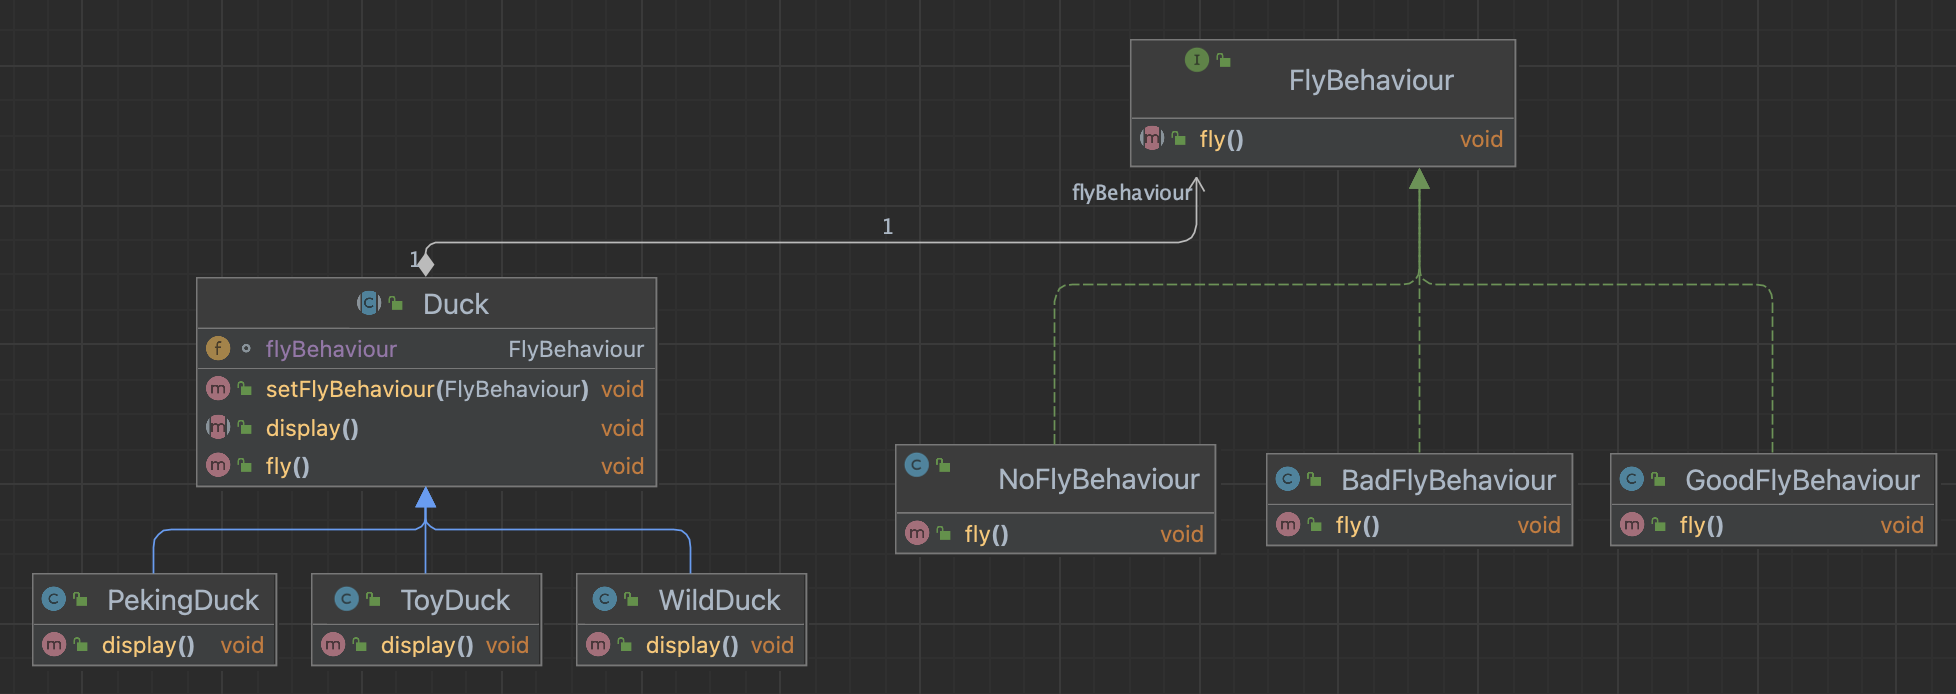 FlyBehaviour
fly() void
flyBehaviour
1
1
Duck
flyBehaviour FlyBehaviour
setFlyBehaviour(FlyBehaviour) void
display() void
fly() void
NoFlyBehaviour
fly() void
BadFlyBehaviour
fly() void
GoodFlyBehaviour
fly() void
PekingDuck
display() void
ToyDuck
display() void
WildDuck
display() void